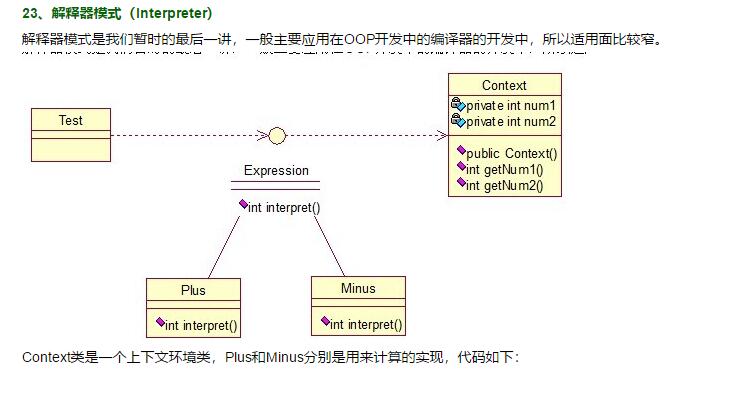 23、解释器模式（Interpreter）
解释器模式是我们暂时的最后一讲，一般主要应用在OOP开发中的编译器的开发中，所以适用面比较窄。
Context
private int num1
private int num2
public Context()
int getNum1()
int getNum2()
Test
Expression
int interpret()
Plus
int interpret()
Minus
int interpret()
Context类是一个上下文环境类，Plus和Minus分别是用来计算的实现，代码如下：